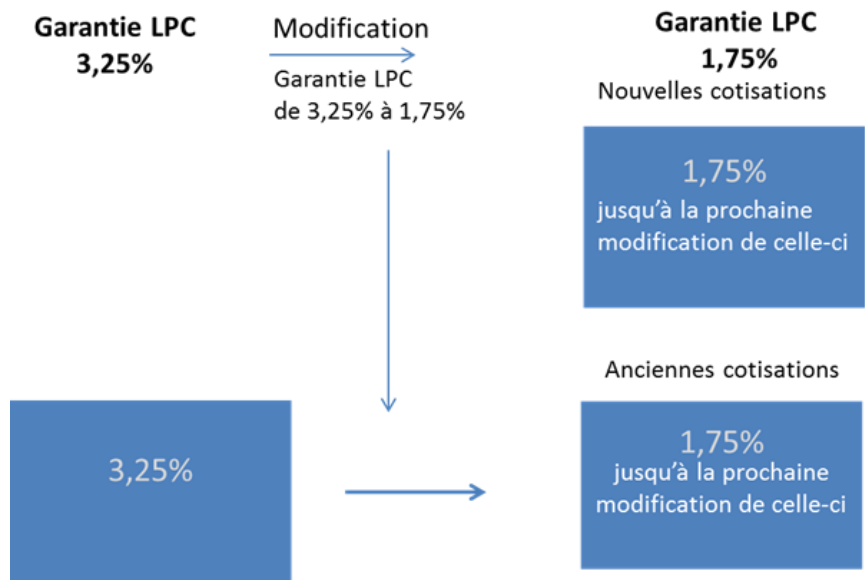 Garantie LPC
3,25%
Modification
Garantie LPC
de 3,25% à 1,75%
Garantie LPC
1,75%
Nouvelles cotisations
1,75%
jusqu'à la prochaine
modification de celle-ci
Anciennes cotisations
3,25%
1,75%
jusqu'à la prochaine
modification de celle-ci